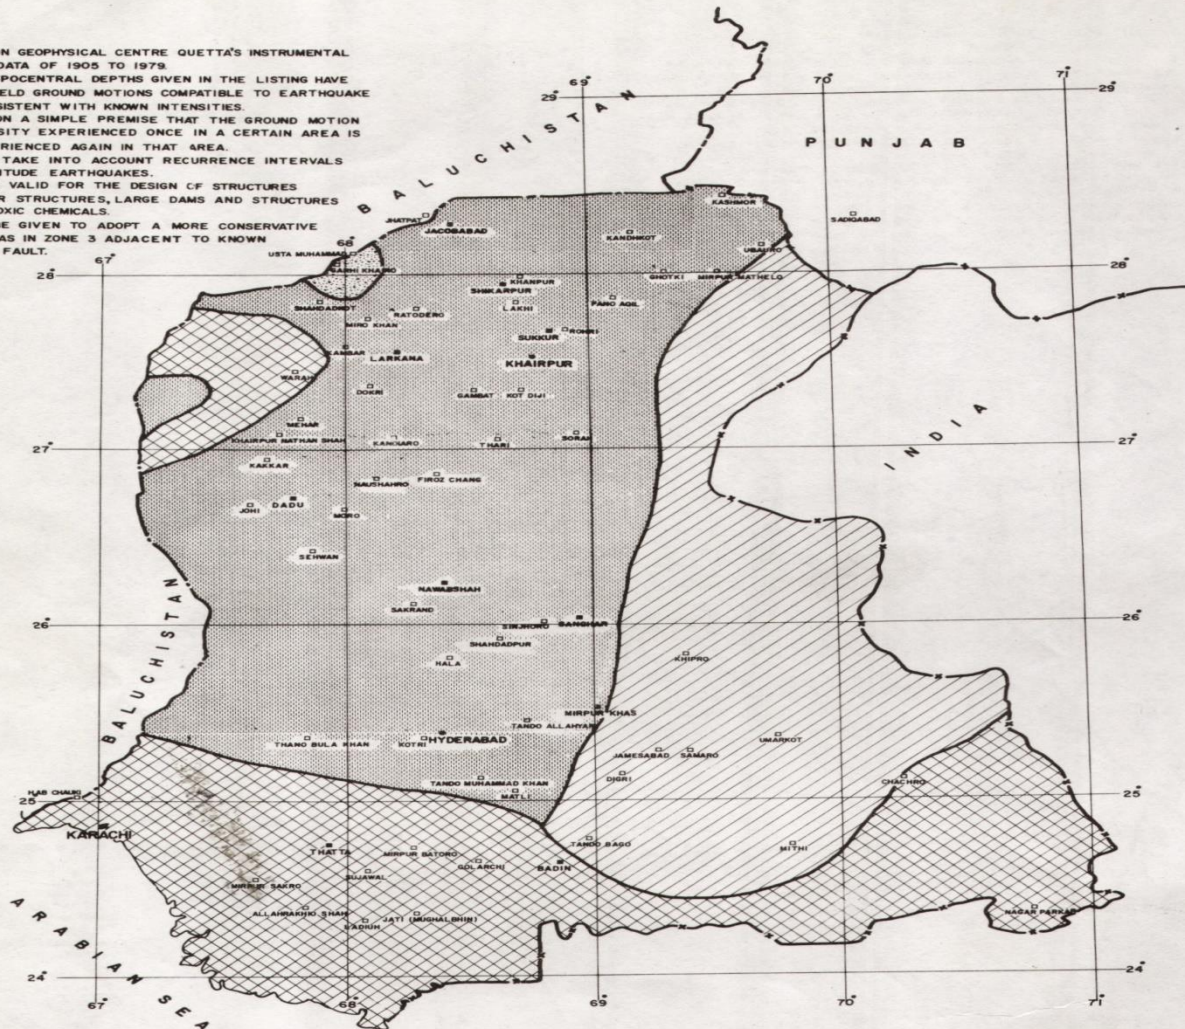 N GEOPHYSICAL CENTRE QUETTA'S INSTRUMENTAL
DATA OF 1905 TO 1979.
POCENTRAL DEPTHS GIVEN IN THE LISTING HAVE
ELD GROUND MOTIONS COMPATIBLE TO EARTHQUAKE
SISTENT WITH KNOWN INTENSITIES.
ON A SIMPLE PREMISE THAT THE GROUND MOTION
SITY EXPERIENCED ONCE IN A CERTAIN AREA IS
RIENCED AGAIN IN THAT AREA.
TAKE INTO ACCOUNT RECURRENCE INTERVALS
ITUDE EARTHQUAKES.
VALID FOR THE DESIGN OF STRUCTURES
R STRUCTURES, LARGE DAMS AND STRUCTURES
OXIC CHEMICALS.
E GIVEN TO ADOPT A MORE CONSERVATIVE
AS IN ZONE 3 ADJACENT TO KNOWN
FAULT.
69°
70°
71°
29°
29°
BALUCHISTAN
PUNJAB
KASHMOR
SADIQABAD
JHATPAT
JACOBABAD
KANDHKOT
UBAURO
67°
68°
USTA MUHAMMAD
GARHI KHAIRO
28°
28°
KHANPUR
GHOTKI
MIRPUR MATHELO
SHIKARPUR
SHAHDADKOT
RATODERO
LAKHI
PANO AQIL
MIRO KHAN
SUKKUR
ROHRI
KAMBAR
LARKANA
KHAIRPUR
WARAH
DOKRI
GAMBAT
KOT DIJI
INDIA
MEHAR
KHAIRPUR NATHAN SHAH
KANDIARO
THARI
SORAH
27°
27°
KAKKAR
NAUSHAHRO
FIROZ CHANG
JOHI
DADU
MORO
SEHWAN
NAWABSHAH
SAKRAND
26°
26°
SINJHORO
SANGHAR
SHAHDADPUR
HALA
KHIPRO
BALUCHISTAN
MIRPUR KHAS
TANDO ALLAHYAR
THANO BULA KHAN
KOTRI
HYDERABAD
JAMESABAD
SAMARO
UMARKOT
TANDO MUHAMMAD KHAN
DIGRI
CHACHRO
MATLI
HAB CHAUKI
25°
25°
KARACHI
THATTA
MIRPUR BATORO
GOLARCHI
BADIN
TANDO BAGO
MITHI
MIRPUR SAKRO
SUJAWAL
ALLAHRAKHIO SHAH
JATI (MUGHALBHIN)
NAGAR PARKAR
ARABIAN SEA
24°
24°
67°
68°
69°
70°
71°